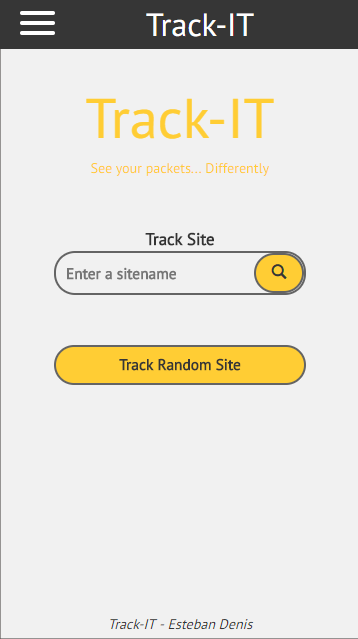 Track-IT
Track-IT
See your packets... Differently
Track Site
Enter a sitename
Track Random Site
Track-IT - Esteban Denis